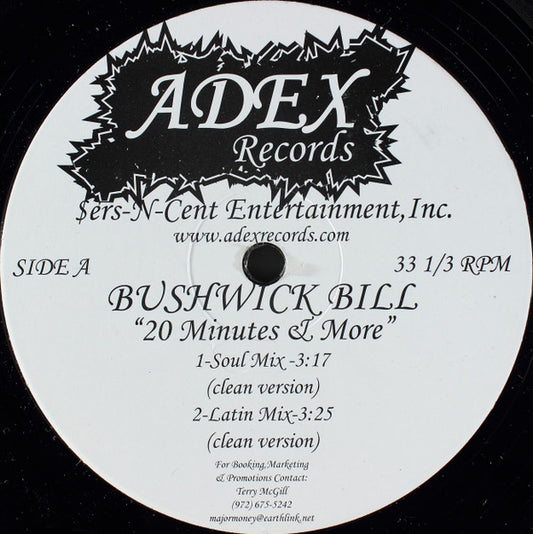 ADEX
Records
$ers-N-Cent Entertainment,Inc.
www.adexrecords.com
SIDE A
33 1/3 RPM
BUSHWICK BILL
"20 Minutes & More"
1-Soul Mix -3:17
(clean version)
2-Latin Mix-3:25
(clean version)
For Booking,Marketing
& Promotions Contact:
Terry McGill
(972) 675-5242
majormoney@earthlink.net